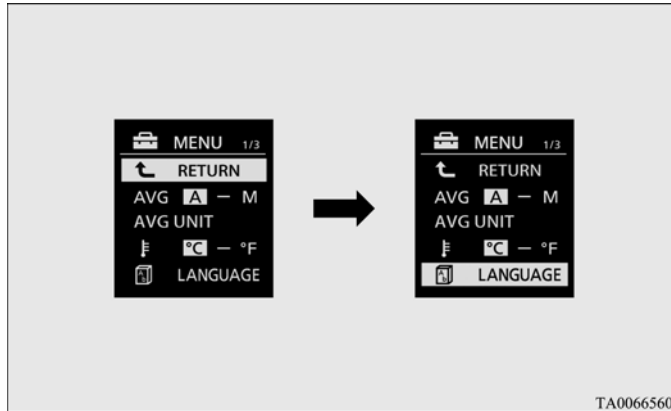 MENU 1/3
RETURN
AVG A – M
AVG UNIT
°C – °F
LANGUAGE
MENU 1/3
RETURN
AVG A – M
AVG UNIT
°C – °F
LANGUAGE
TA0066560